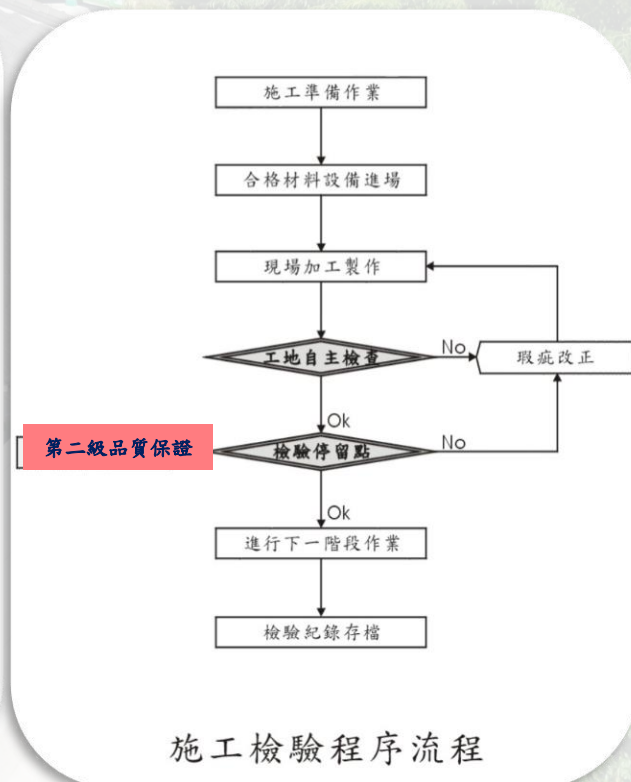 施工準備作業
合格材料設備進場
現場加工製作
工地自主檢查
No
瑕疵改正
Ok
第二級品質保證
檢驗停留點
No
Ok
進行下一階段作業
檢驗紀錄存檔
施工檢驗程序流程